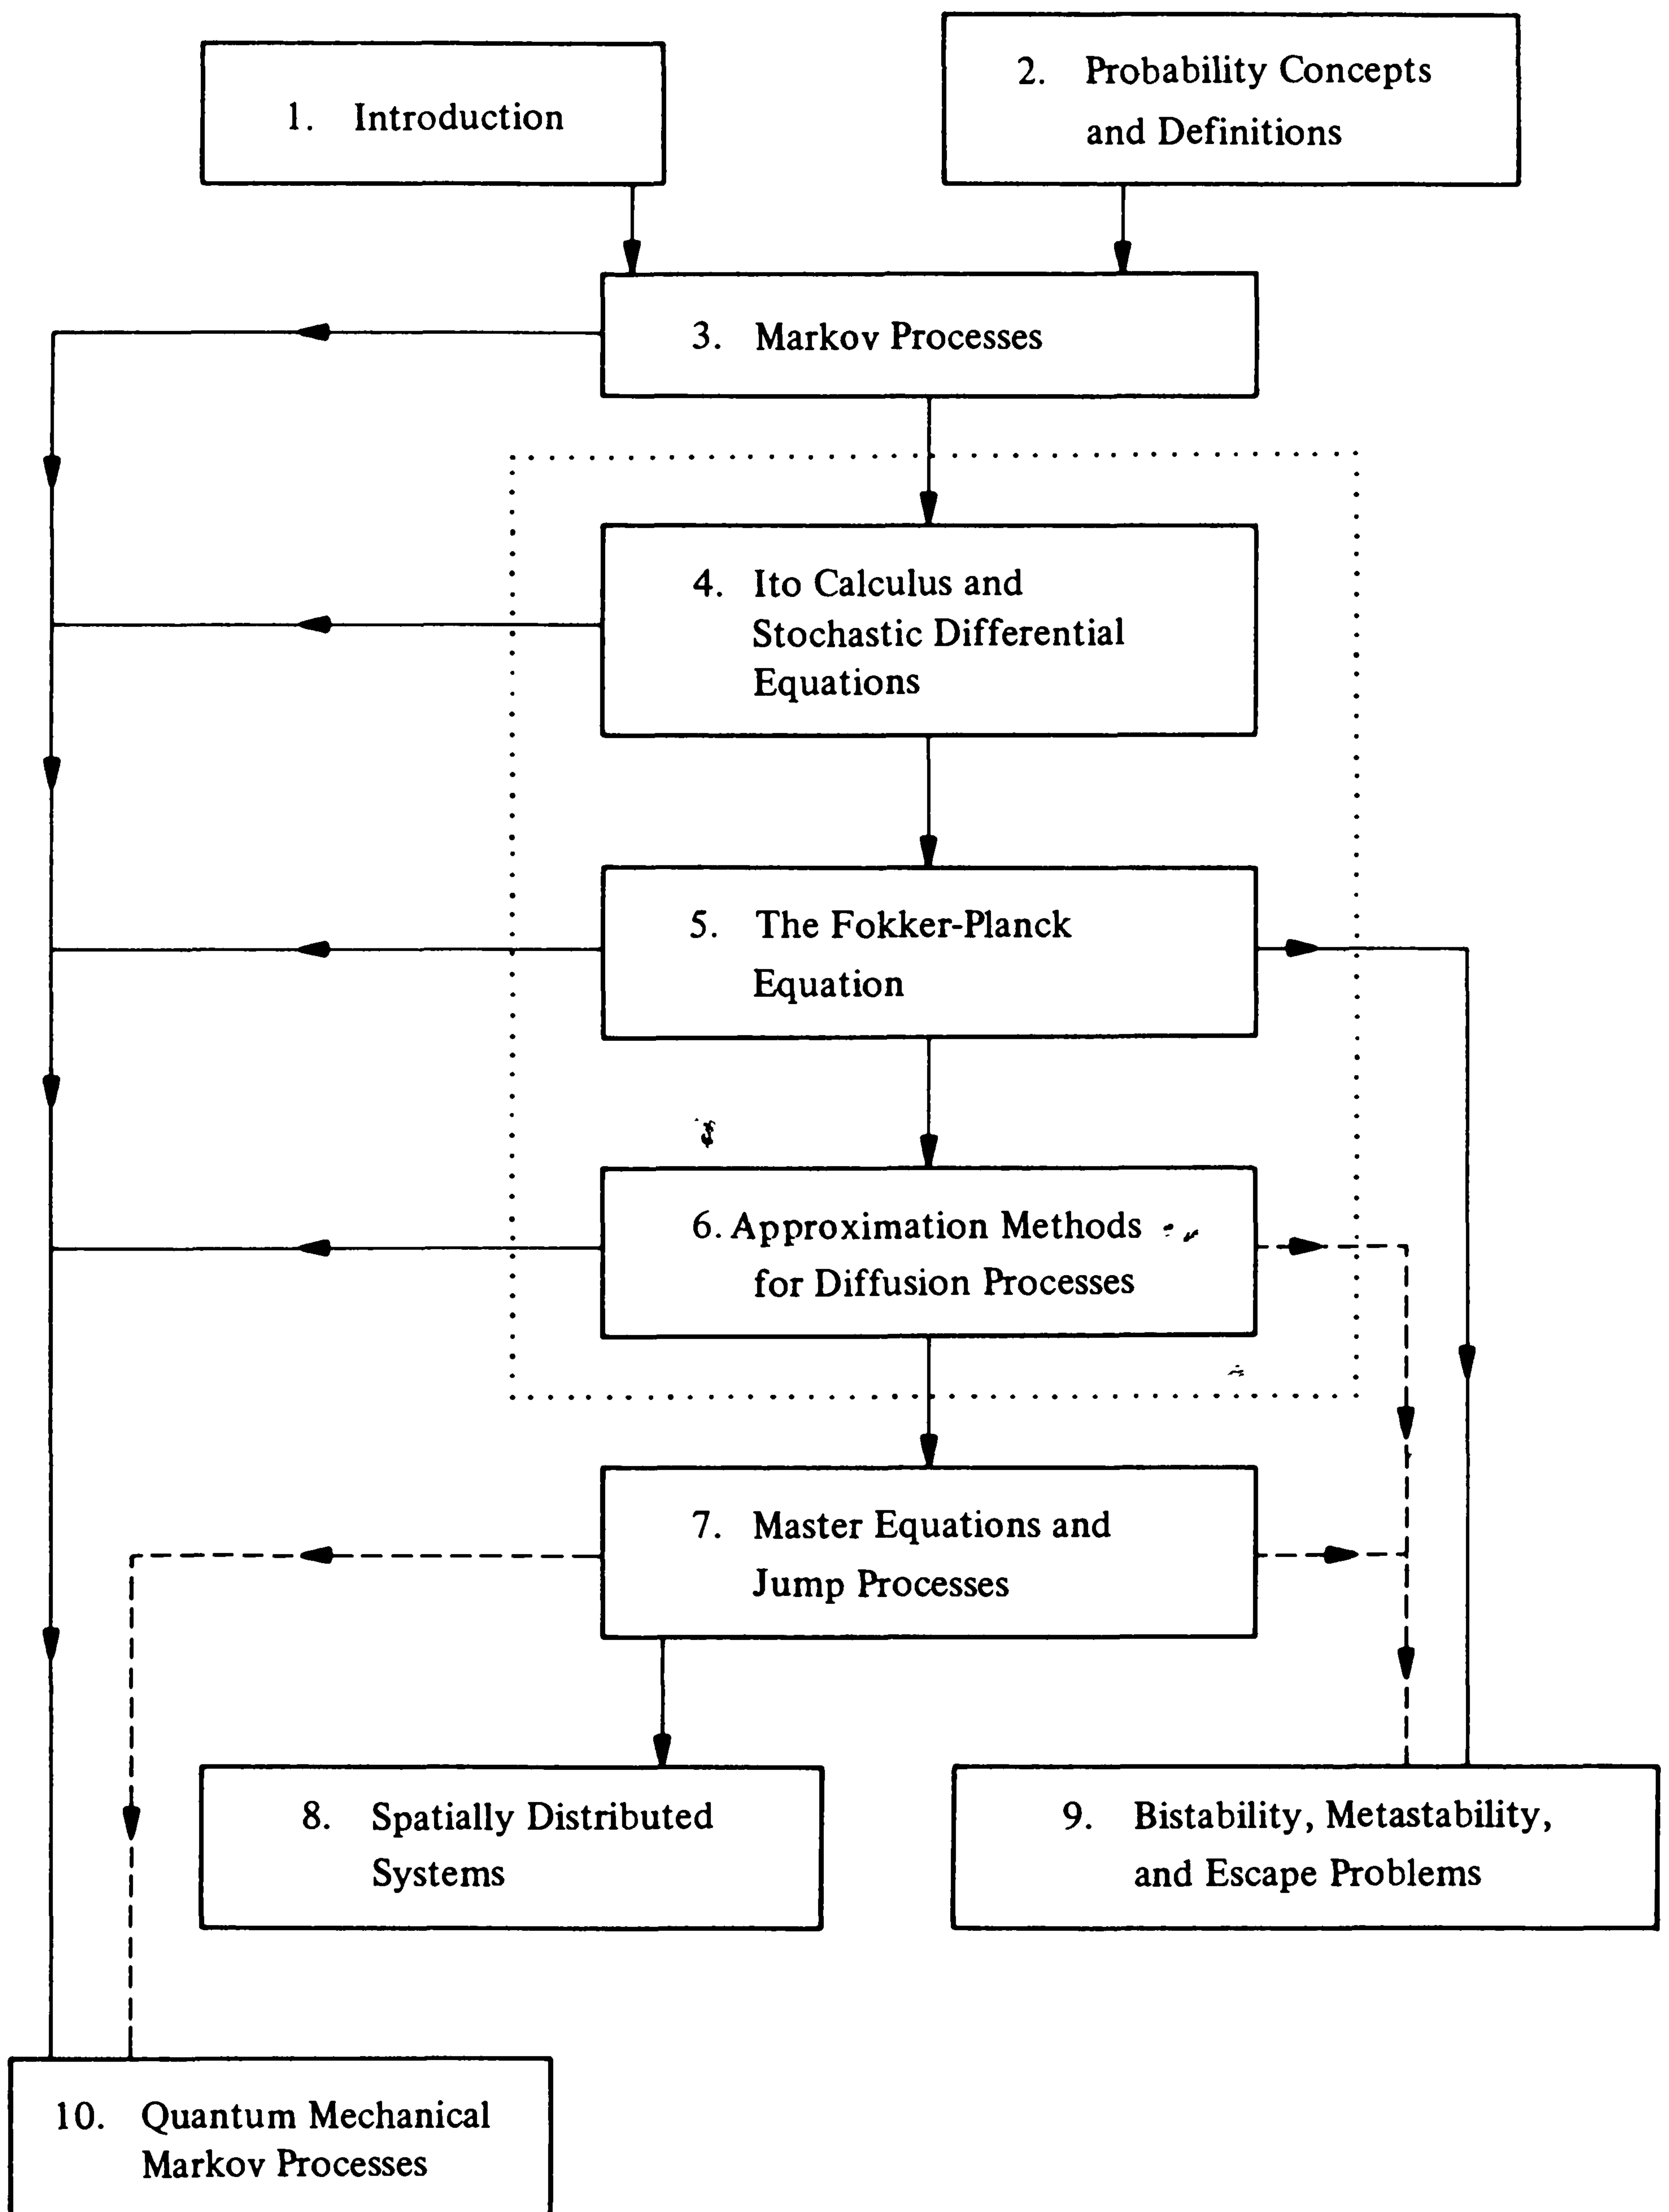 1. Introduction
2. Probability Concepts
and Definitions
3. Markov Processes
4. Ito Calculus and
Stochastic Differential
Equations
5. The Fokker-Planck
Equation
6. Approximation Methods
for Diffusion Processes
7. Master Equations and
Jump Processes
8. Spatially Distributed
Systems
9. Bistability, Metastability,
and Escape Problems
10. Quantum Mechanical
Markov Processes